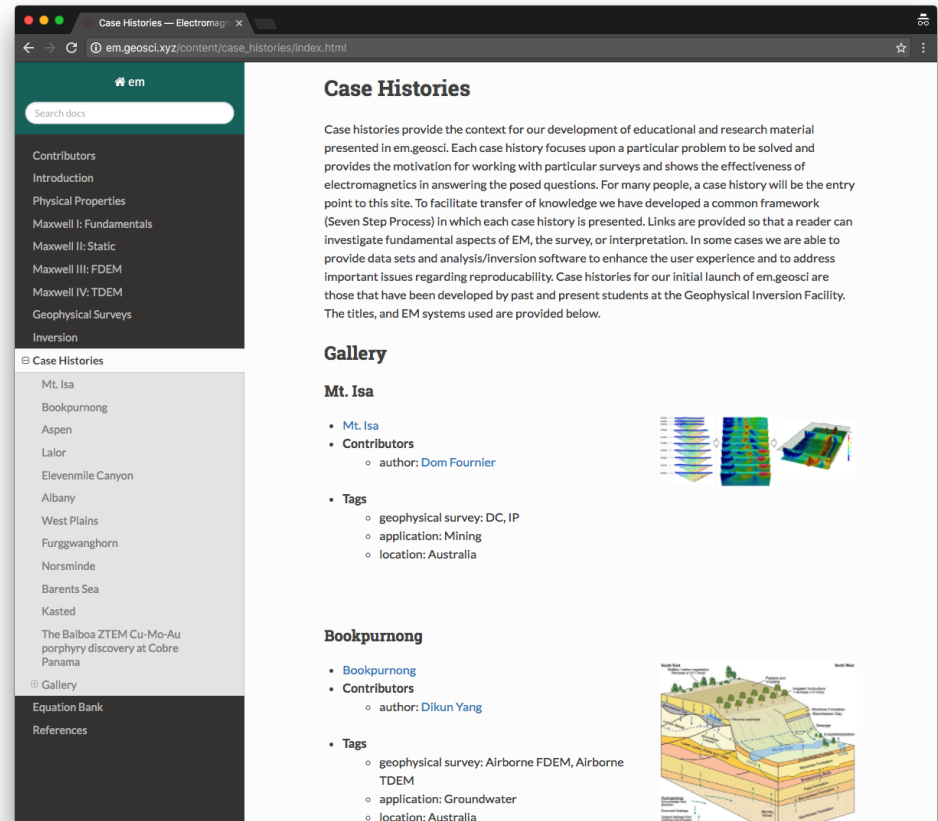 Case Histories — Electromagn
em.geosci.xyz/content/case_histories/index.html
em
Search docs
Contributors
Introduction
Physical Properties
Maxwell I: Fundamentals
Maxwell II: Static
Maxwell III: FDEM
Maxwell IV: TDEM
Geophysical Surveys
Inversion
Case Histories
Mt. Isa
Bookpurnong
Aspen
Lalor
Elevenmile Canyon
Albany
West Plains
Furggwanghorn
Norsminde
Barents Sea
Kasted
The Balboa ZTEM Cu-Mo-Au
porphyry discovery at Cobre
Panama
Gallery
Equation Bank
References
Case Histories
Case histories provide the context for our development of educational and research material
presented in em.geosci. Each case history focuses upon a particular problem to be solved and
provides the motivation for working with particular surveys and shows the effectiveness of
electromagnetics in answering the posed questions. For many people, a case history will be the entry
point to this site. To facilitate transfer of knowledge we have developed a common framework
(Seven Step Process) in which each case history is presented. Links are provided so that a reader can
investigate fundamental aspects of EM, the survey, or interpretation. In some cases we are able to
provide data sets and analysis/inversion software to enhance the user experience and to address
important issues regarding reproducability. Case histories for our initial launch of em.geosci are
those that have been developed by past and present students at the Geophysical Inversion Facility.
The titles, and EM systems used are provided below.
Gallery
Mt. Isa
Mt. Isa
Contributors
author: Dom Fournier
Tags
geophysical survey: DC, IP
application: Mining
location: Australia
Bookpurnong
Bookpurnong
Contributors
author: Dikun Yang
Tags
geophysical survey: Airborne FDEM, Airborne
TDEM
application: Groundwater
location: Australia
South East
North West